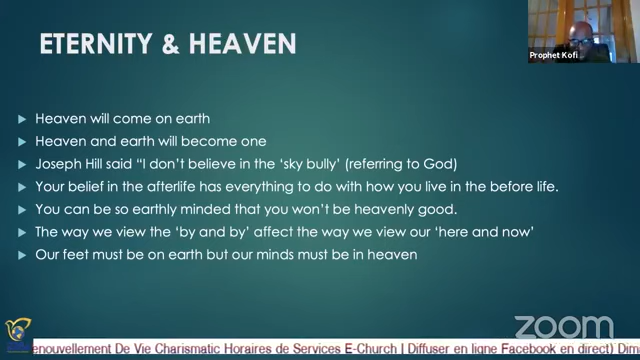 ETERNITY & HEAVEN
Prophet Kofi
Heaven will come on earth
Heaven and earth will become one
Joseph Hill said “I don’t believe in the ‘sky bully’ (referring to God)
Your belief in the afterlife has everything to do with how you live in the before life.
You can be so earthly minded that you won’t be heavenly good.
The way we view the ‘by and by’ affect the way we view our ‘here and now’
Our feet must be on earth but our minds must be in heaven
zoom
enouvellement De Vie Charismatic Horaires de Services E-Church I Diffuser en ligne Facebook en direct) Dim